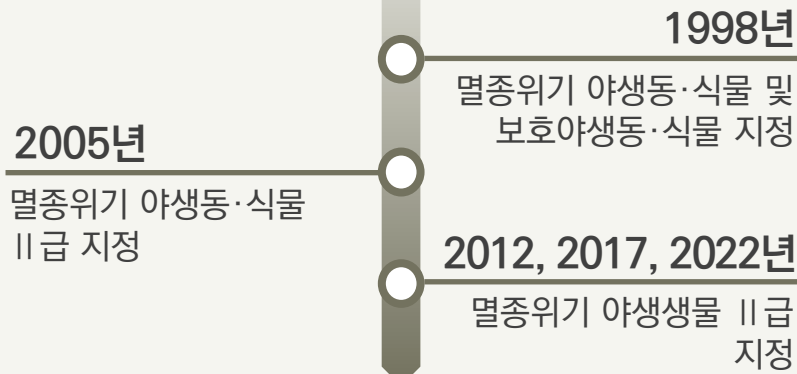 1998년
멸종위기 야생동·식물 및
보호야생동·식물 지정
2005년
멸종위기 야생동·식물
Ⅱ급 지정
2012, 2017, 2022년
멸종위기 야생생물 Ⅱ급
지정